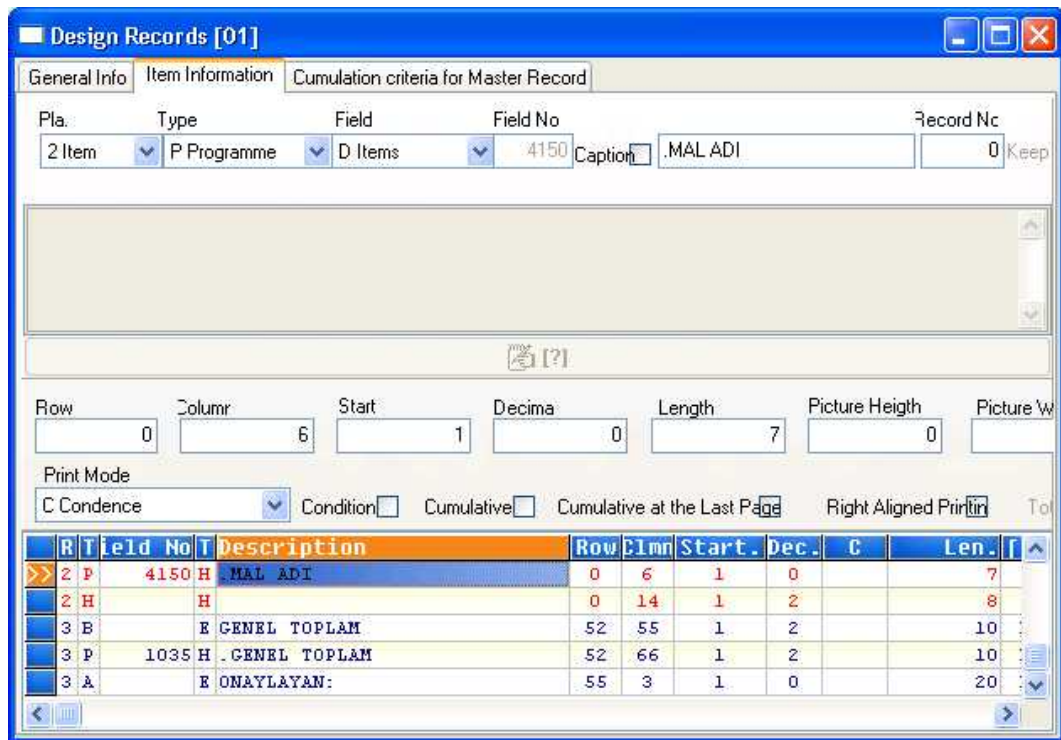 Design Records [01]
General Info Item Information Cumulation criteria for Master Record
Pla. Type Field Field No Record No
2 Item P Programme D Items 4150 Caption .MAL ADI 0 Keep
[?]
Row Column Start Decima Length Picture Heigth Picture W
0 6 1 0 7 0
Print Mode
C Condence Condition Cumulative Cumulative at the Last Page Right Aligned Printin Tol
R T ield No T Description Row Clmn Start. Dec. C Len.
2 P 4150 H .MAL ADI 0 6 1 0 7
2 H H 0 14 1 2 8
3 B E GENEL TOPLAM 52 55 1 2 10
3 P 1035 H .GENEL TOPLAM 52 66 1 2 10
3 A E ONAYLAYAN: 55 3 1 0 20